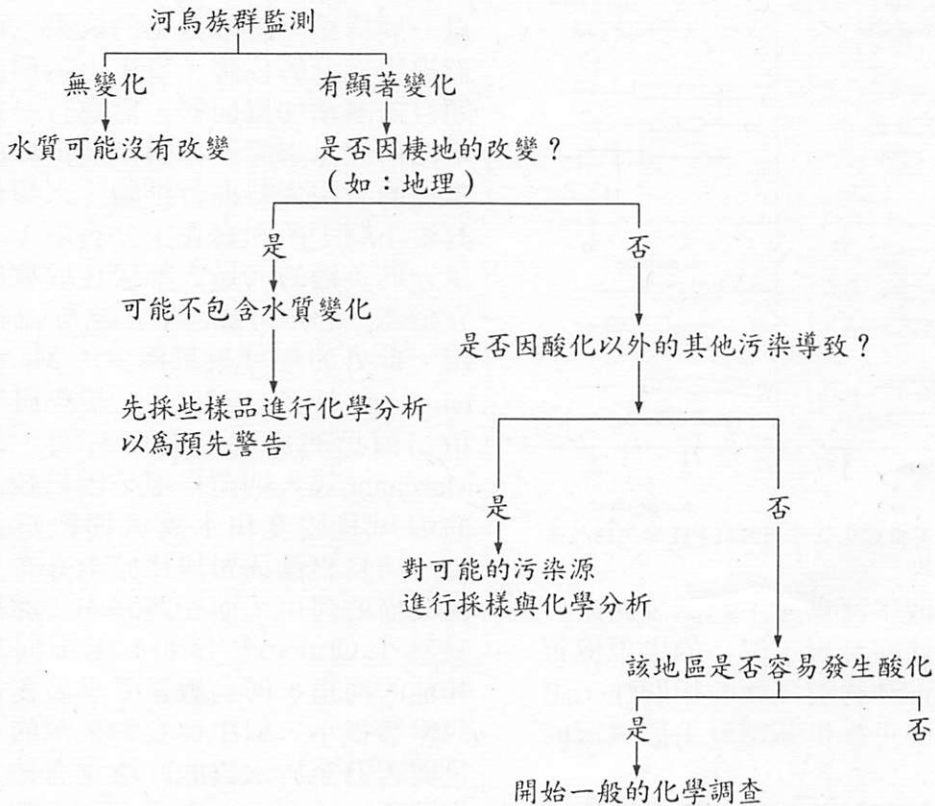 河烏族群監測
無變化
有顯著變化
水質可能沒有改變
是否因棲地的改變？
（如：地理）
是
否
可能不包含水質變化
是否因酸化以外的其他污染導致？
先採些樣品進行化學分析
以爲預先警告
是
否
對可能的污染源
進行採樣與化學分析
該地區是否容易發生酸化
是
否
開始一般的化學調查